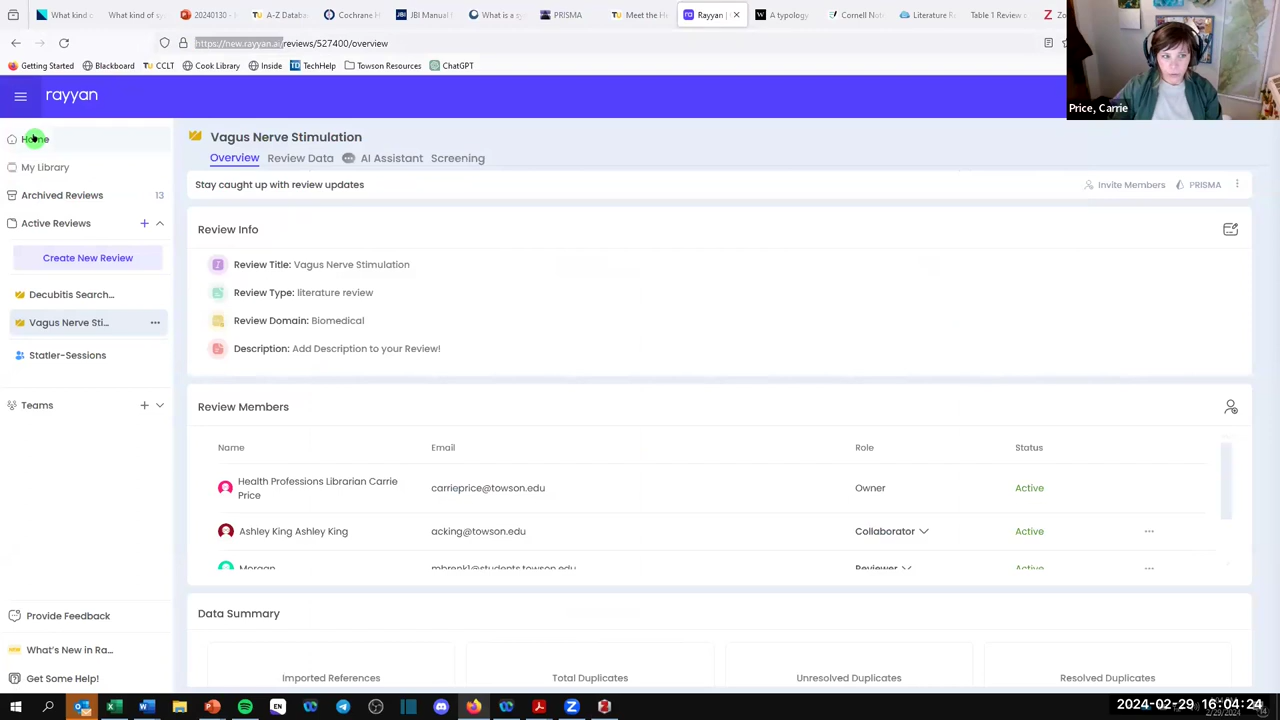 What kind o
What kind of sy
20240130 -
A-Z Databa
Cochrane H
JBI Manual f
What is a sy
PRISMA
Meet the He
Rayyan |
A typology
Cornell Note
Literature R
Table 1 Review c
Zo
https://new.rayyan.ai/reviews/527400/overview
Getting Started
Blackboard
CCLT
Cook Library
Inside
TechHelp
Towson Resources
ChatGPT
Price, Carrie
rayyan
Home
My Library
Archived Reviews 13
Active Reviews
Create New Review
Decubitis Search...
Vagus Nerve Sti...
Statler-Sessions
Teams
Provide Feedback
What's New in Ra...
Get Some Help!
Vagus Nerve Stimulation
Overview Review Data AI Assistant Screening
Stay caught up with review updates
Invite Members PRISMA
Review Info
Review Title: Vagus Nerve Stimulation
Review Type: literature review
Review Domain: Biomedical
Description: Add Description to your Review!
Review Members
Name Email Role Status
Health Professions Librarian Carrie
Price
carrieprice@towson.edu Owner Active
Ashley King Ashley King acking@towson.edu Collaborator Active
Morgan mbrenk1@students.towson.edu Reviewer Active
Data Summary
Imported References Total Duplicates Unresolved Duplicates Resolved Duplicates
2024-02-29 16:04:24